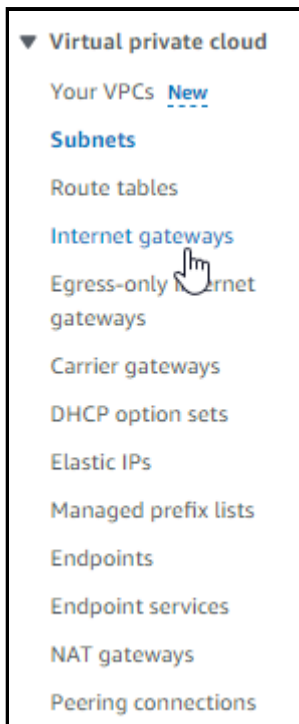 Virtual private cloud
Your VPCs New
Subnets
Route tables
Internet gateways
Egress-only Internet
gateways
Carrier gateways
DHCP option sets
Elastic IPs
Managed prefix lists
Endpoints
Endpoint services
NAT gateways
Peering connections